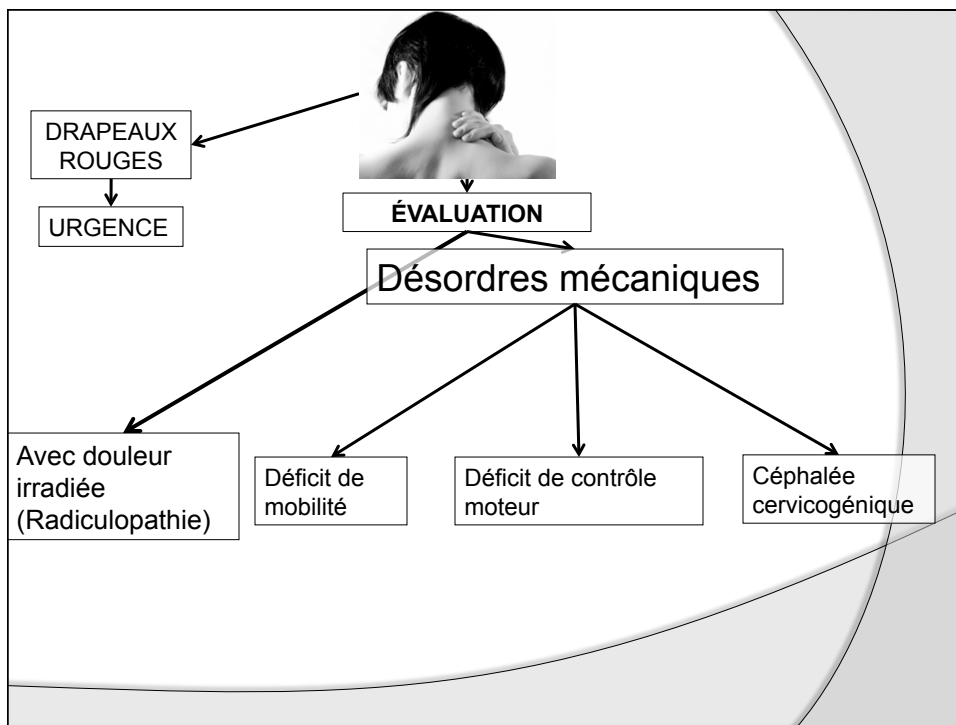 DRAPEAUX
ROUGES
URGENCE
ÉVALUATION
Désordres mécaniques
Avec douleur
irradiée
(Radiculopathie)
Déficit de
mobilité
Déficit de contrôle
moteur
Céphalée
cervicogénique